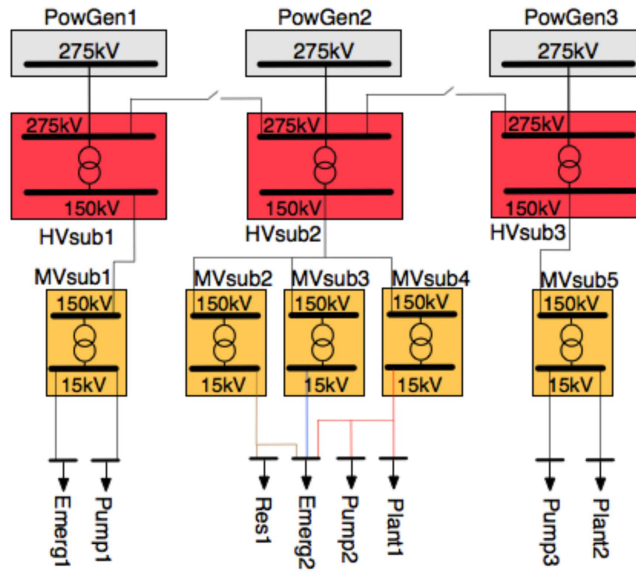 PowGen1 PowGen2 PowGen3
275kV 275kV 275kV
275kV 275kV 275kV
150kV 150kV 150kV
HVsub1 HVsub2 HVsub3
MVsub1 MVsub2 MVsub3 MVsub4 MVsub5
150kV 150kV 150kV 150kV 150kV
15kV 15kV 15kV 15kV 15kV
Emerg1 Pump1 Res1 Emerg2 Pump2 Plant1 Pump3 Plant2